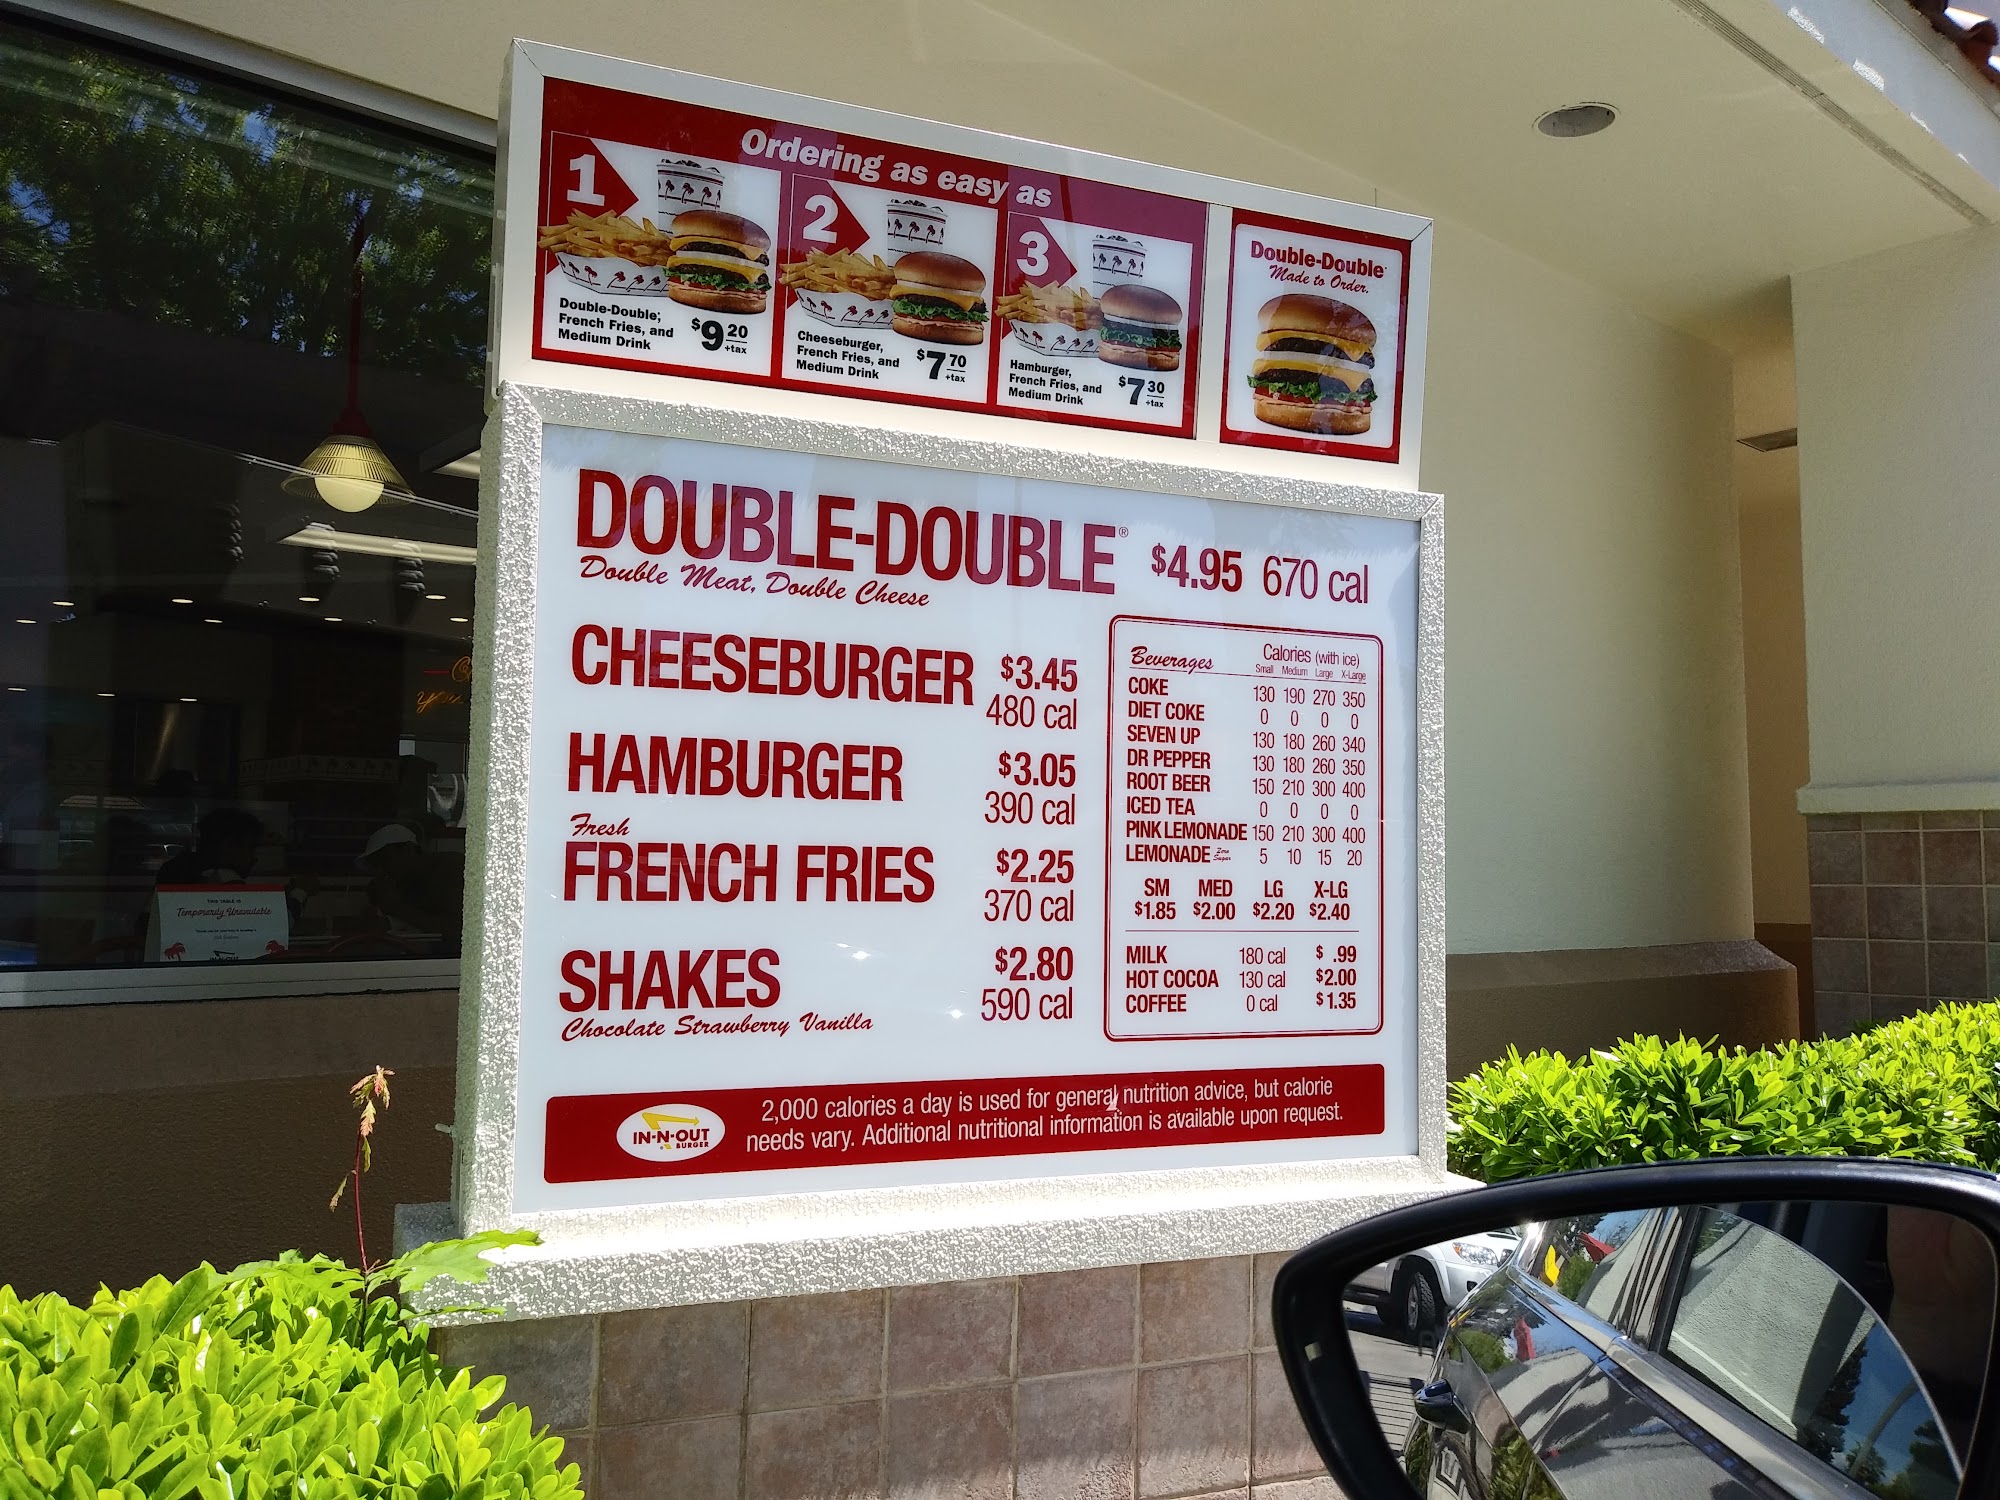 Ordering as easy as
1
Double-Double,
French Fries, and
Medium Drink
$9 20
+tax
2
Cheeseburger,
French Fries, and
Medium Drink
$7 70
+tax
3
Hamburger,
French Fries, and
Medium Drink
$7 30
+tax
Double-Double
Made to Order.
DOUBLE-DOUBLE® $4.95 670 cal
Double Meat, Double Cheese
CHEESEBURGER $3.45
480 cal
HAMBURGER $3.05
390 cal
Fresh
FRENCH FRIES $2.25
370 cal
SHAKES $2.80
590 cal
Chocolate Strawberry Vanilla
Beverages Calories (with ice)
Small Medium Large X-Large
COKE 130 190 270 350
DIET COKE 0 0 0 0
SEVEN UP 130 180 260 340
DR PEPPER 130 180 260 350
ROOT BEER 150 210 300 400
ICED TEA 0 0 0 0
PINK LEMONADE 150 210 300 400
LEMONADE Zero Sugar 5 10 15 20
SM MED LG X-LG
$1.85 $2.00 $2.20 $2.40
MILK 180 cal $ .99
HOT COCOA 130 cal $2.00
COFFEE 0 cal $1.35
IN-N-OUT
BURGER
2,000 calories a day is used for general nutrition advice, but calorie
needs vary. Additional nutritional information is available upon request.
THIS TABLE IS
Temporarily Unavailable
IN-N-OUT